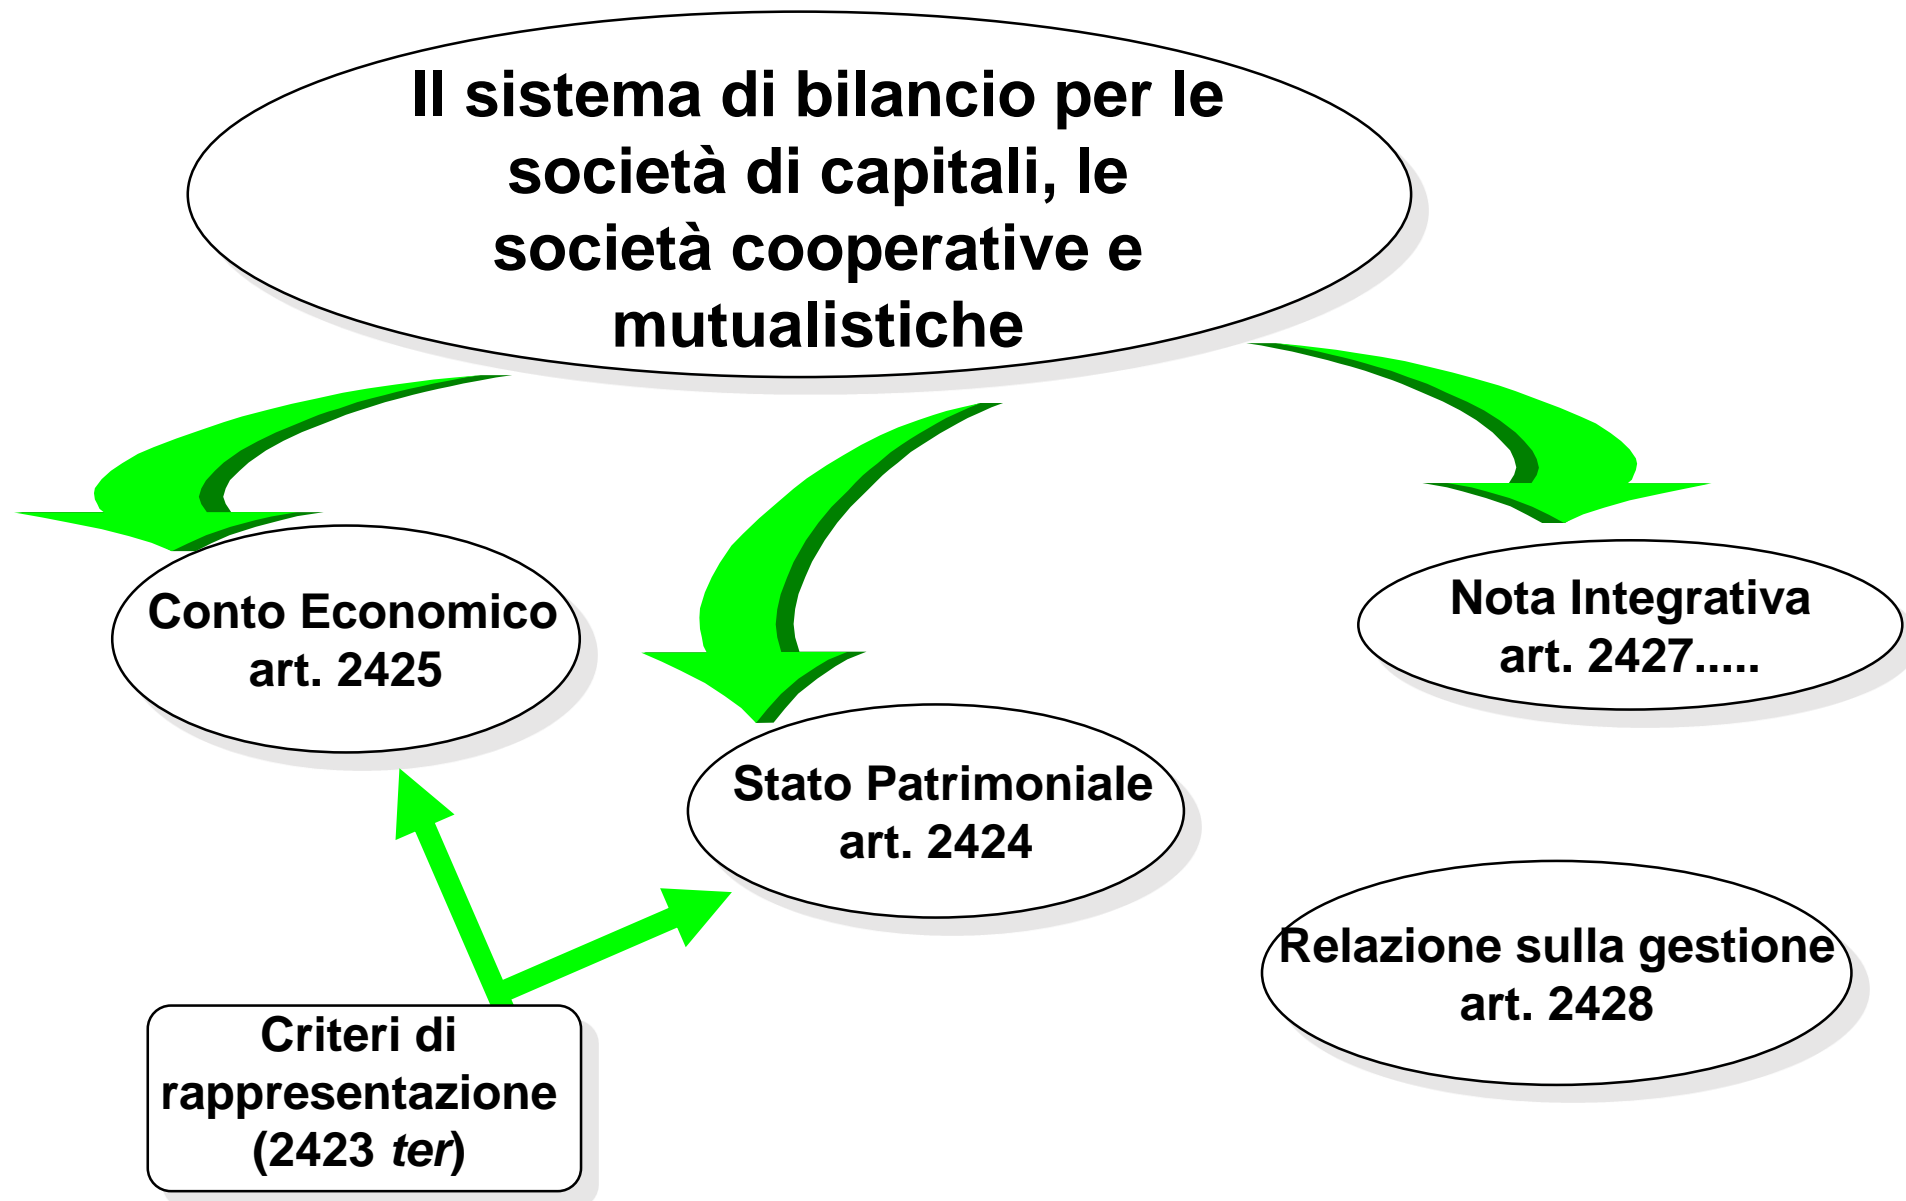 Il sistema di bilancio per le
società di capitali, le
società cooperative e
mutualistiche
Conto Economico
art. 2425
Stato Patrimoniale
art. 2424
Nota Integrativa
art. 2427.....
Relazione sulla gestione
art. 2428
Criteri di
rappresentazione
(2423 ter)